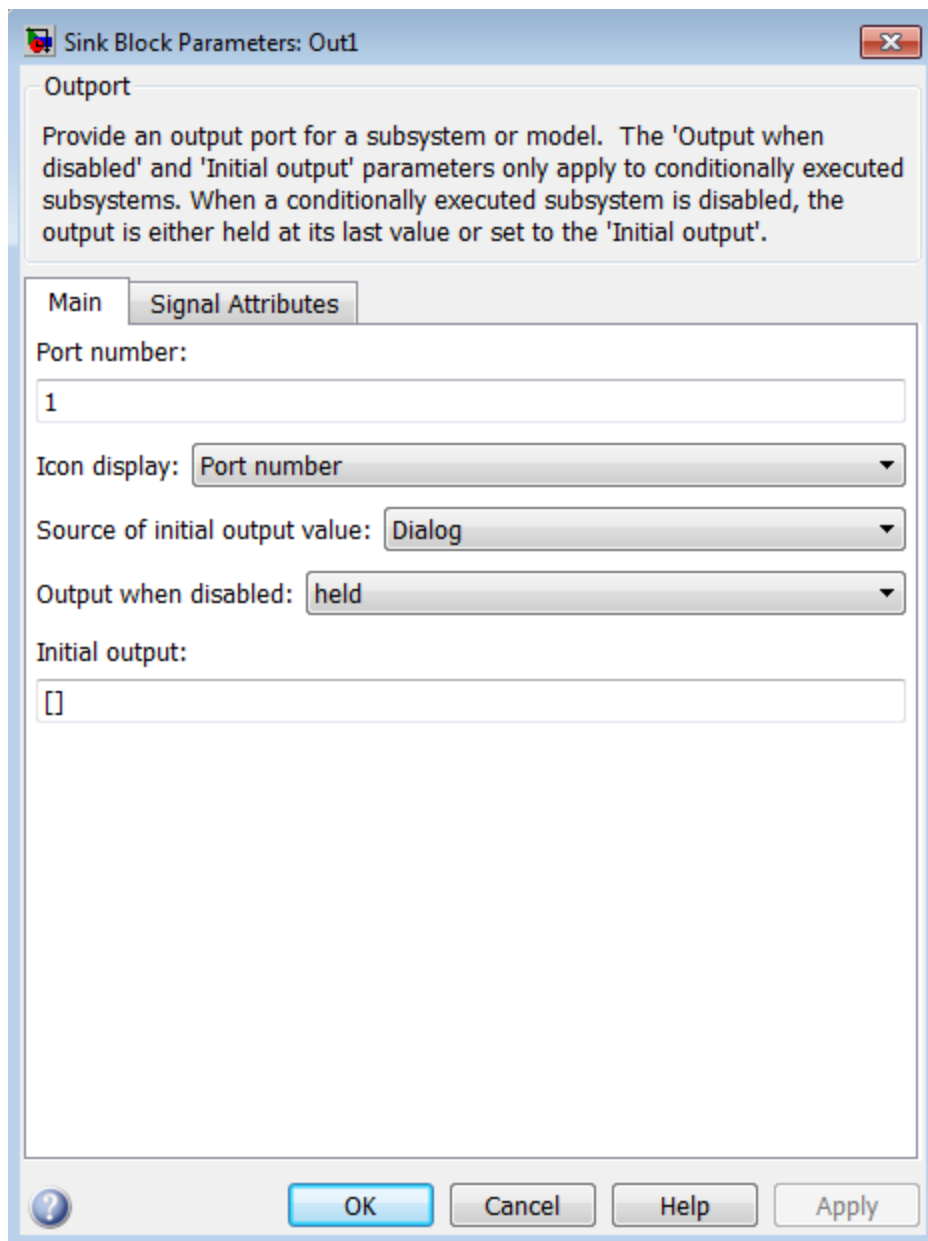 Sink Block Parameters: Out1
Outport
Provide an output port for a subsystem or model.  The 'Output when
disabled' and 'Initial output' parameters only apply to conditionally executed
subsystems. When a conditionally executed subsystem is disabled, the
output is either held at its last value or set to the 'Initial output'.
Main Signal Attributes
Port number:
1
Icon display: Port number
Source of initial output value: Dialog
Output when disabled: held
Initial output:
[]
? OK Cancel Help Apply